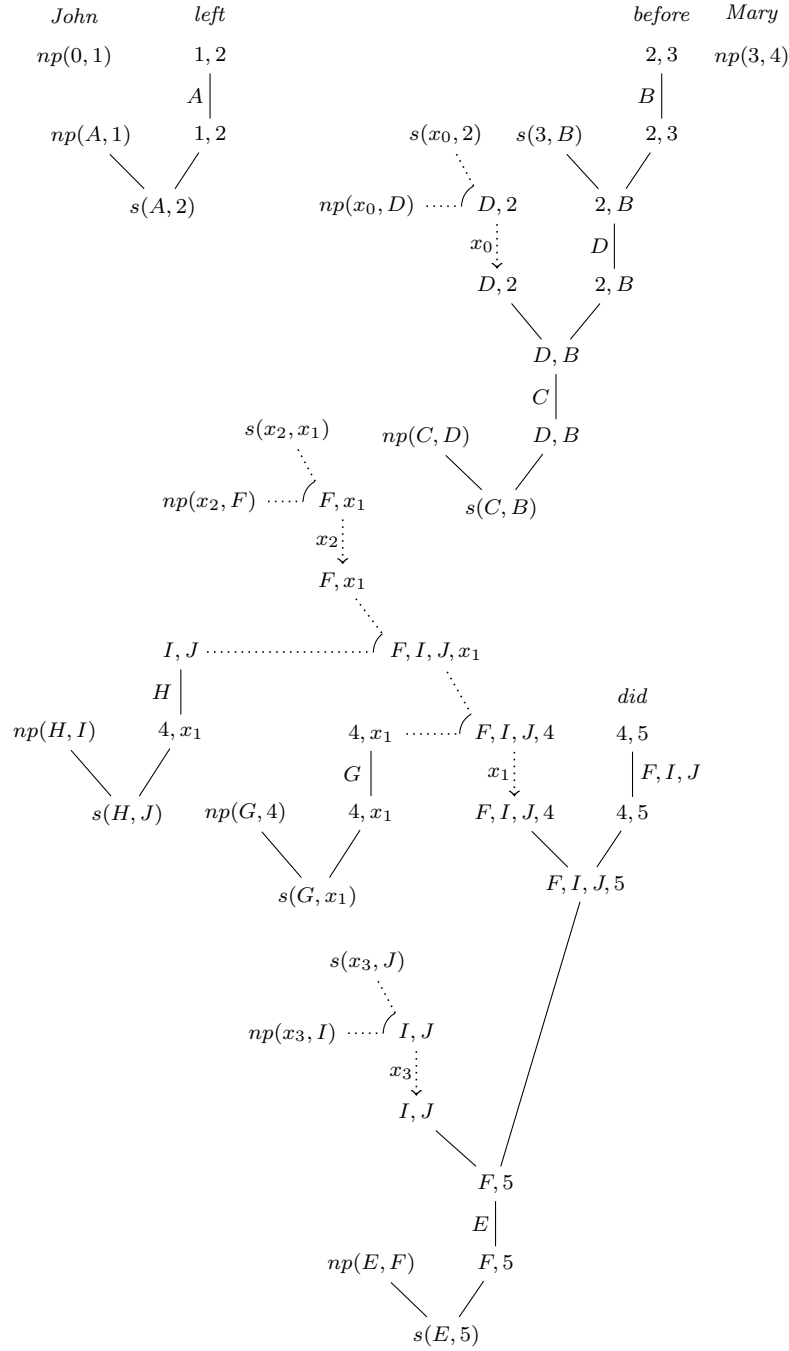 John left before Mary
np(0, 1) 1, 2 2, 3 np(3, 4)
A B
np(A, 1) 1, 2 s(x₀, 2) s(3, B) 2, 3
s(A, 2) np(x₀, D) D, 2 2, B
x₀ D
D, 2 2, B
D, B
C
s(x₂, x₁) np(C, D) D, B
np(x₂, F) F, x₁ s(C, B)
x₂
F, x₁
I, J F, I, J, x₁
H did
np(H, I) 4, x₁ 4, x₁ F, I, J, 4 4, 5
G x₁ F, I, J
s(H, J) np(G, 4) 4, x₁ F, I, J, 4 4, 5
s(G, x₁) F, I, J, 5
s(x₃, J)
np(x₃, I) I, J
x₃
I, J
F, 5
E
np(E, F) F, 5
s(E, 5)